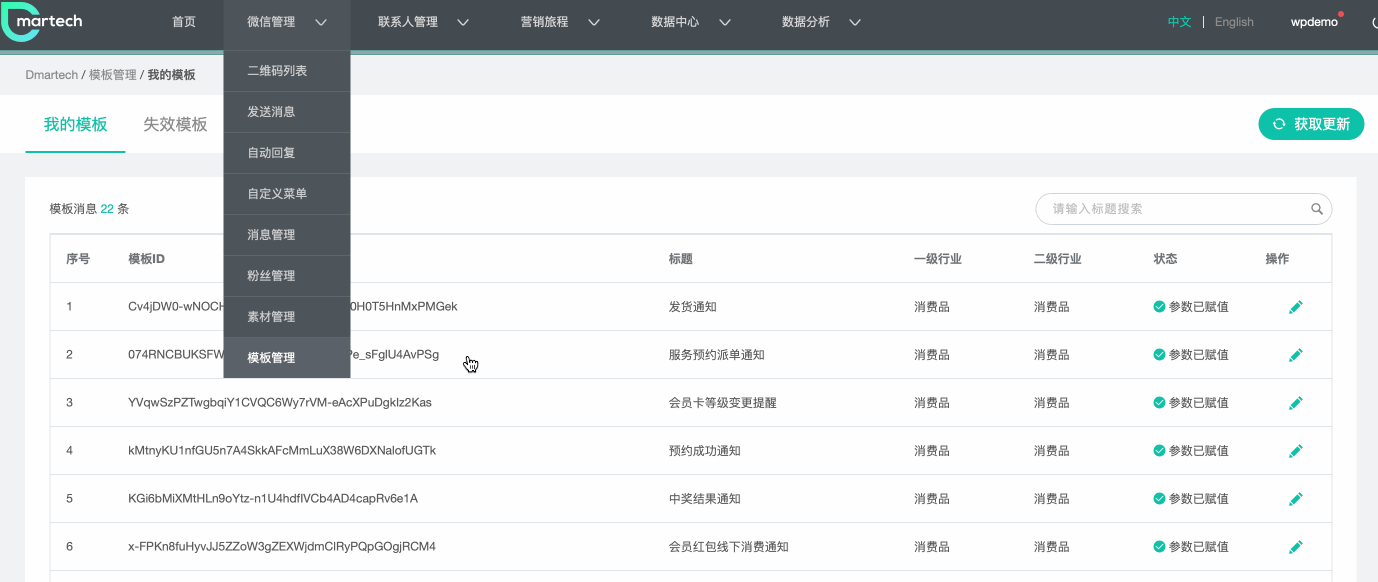 martech 首页 微信管理 联系人管理 营销旅程 数据中心 数据分析 中文 | English wpdemo
Dmartech / 模板管理 / 我的模板
二维码列表
发送消息
自动回复
自定义菜单
消息管理
粉丝管理
素材管理
模板管理
我的模板 失效模板 获取更新
模板消息 22 条 请输入标题搜索
序号 模板ID 标题 一级行业 二级行业 状态 操作
1 Cv4jDW0-wNOCH 0H0T5HnMxPMGek 发货通知 消费品 消费品 参数已赋值
2 074RNCBUKSFW Pe_sFglU4AvPSg 服务预约派单通知 消费品 消费品 参数已赋值
3 YVqwSzPZTwgbqiY1CVQC6Wy7rVM-eAcXPuDgklz2Kas 会员卡等级变更提醒 消费品 消费品 参数已赋值
4 kMtnyKU1nfGU5n7A4SkkAFcMmLuX38W6DXNalofUGTk 预约成功通知 消费品 消费品 参数已赋值
5 KGi6bMiXMtHLn9oYtz-n1U4hdflVCb4AD4capRv6e1A 中奖结果通知 消费品 消费品 参数已赋值
6 x-FPKn8fuHyvJJ5ZZoW3gZEXWjdmClRyPQpGOgjRCM4 会员红包线下消费通知 消费品 消费品 参数已赋值